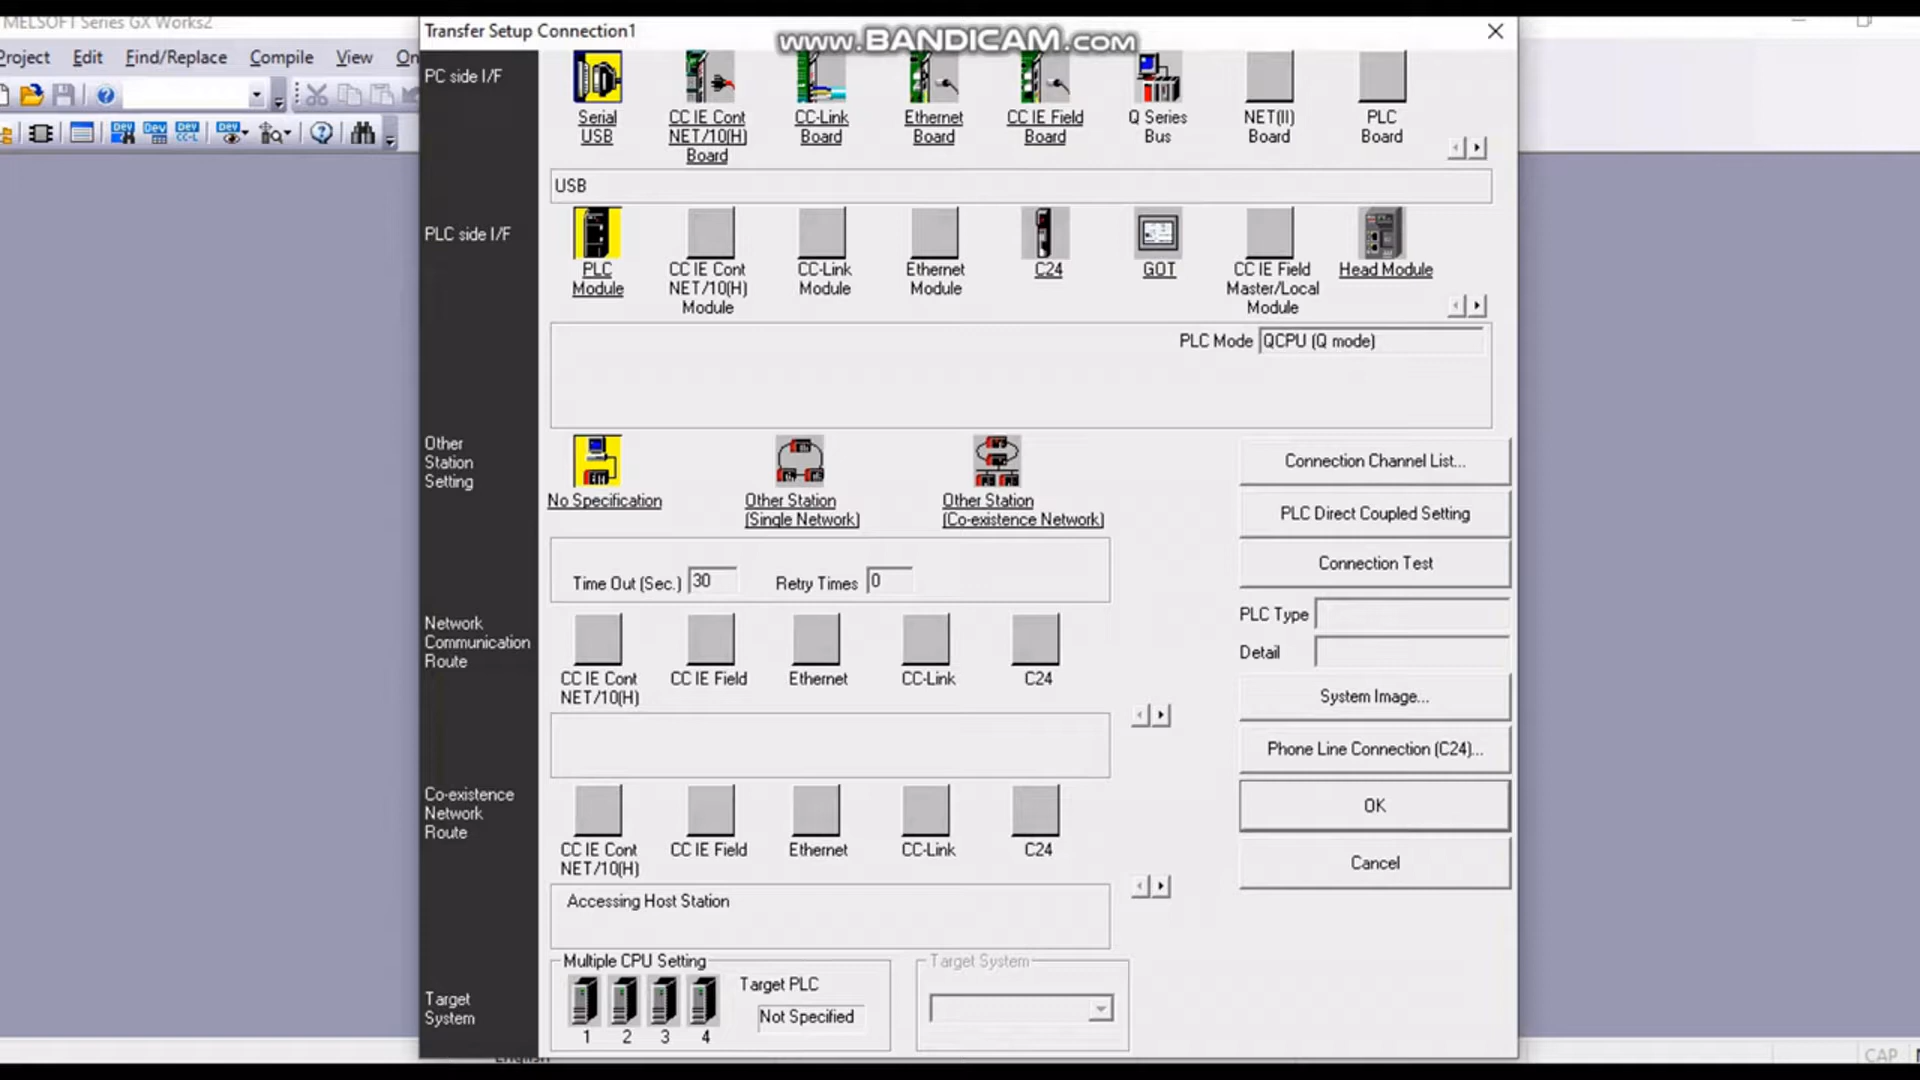 MELSOFT Series GX Works2
Transfer Setup Connection1
www.BANDICAM.com
Project Edit Find/Replace Compile View On
PC side I/F
Serial USB
CC IE Cont NET/10(H) Board
CC-Link Board
Ethernet Board
CC IE Field Board
Q Series Bus
NET(II) Board
PLC Board
USB
PLC side I/F
PLC Module
CC IE Cont NET/10(H) Module
CC-Link Module
Ethernet Module
C24
GOT
CC IE Field Master/Local Module
Head Module
PLC Mode QCPU (Q mode)
Other Station Setting
No Specification
Other Station (Single Network)
Other Station (Co-existence Network)
Time Out (Sec.) 30 Retry Times 0
Connection Channel List...
PLC Direct Coupled Setting
Connection Test
PLC Type
Detail
System Image...
Phone Line Connection (C24)...
OK
Cancel
Network Communication Route
CC IE Cont NET/10(H)
CC IE Field
Ethernet
CC-Link
C24
Co-existence Network Route
CC IE Cont NET/10(H)
CC IE Field
Ethernet
CC-Link
C24
Accessing Host Station
Target System
Multiple CPU Setting
1 2 3 4
Target PLC
Not Specified
Target System
English
CAP